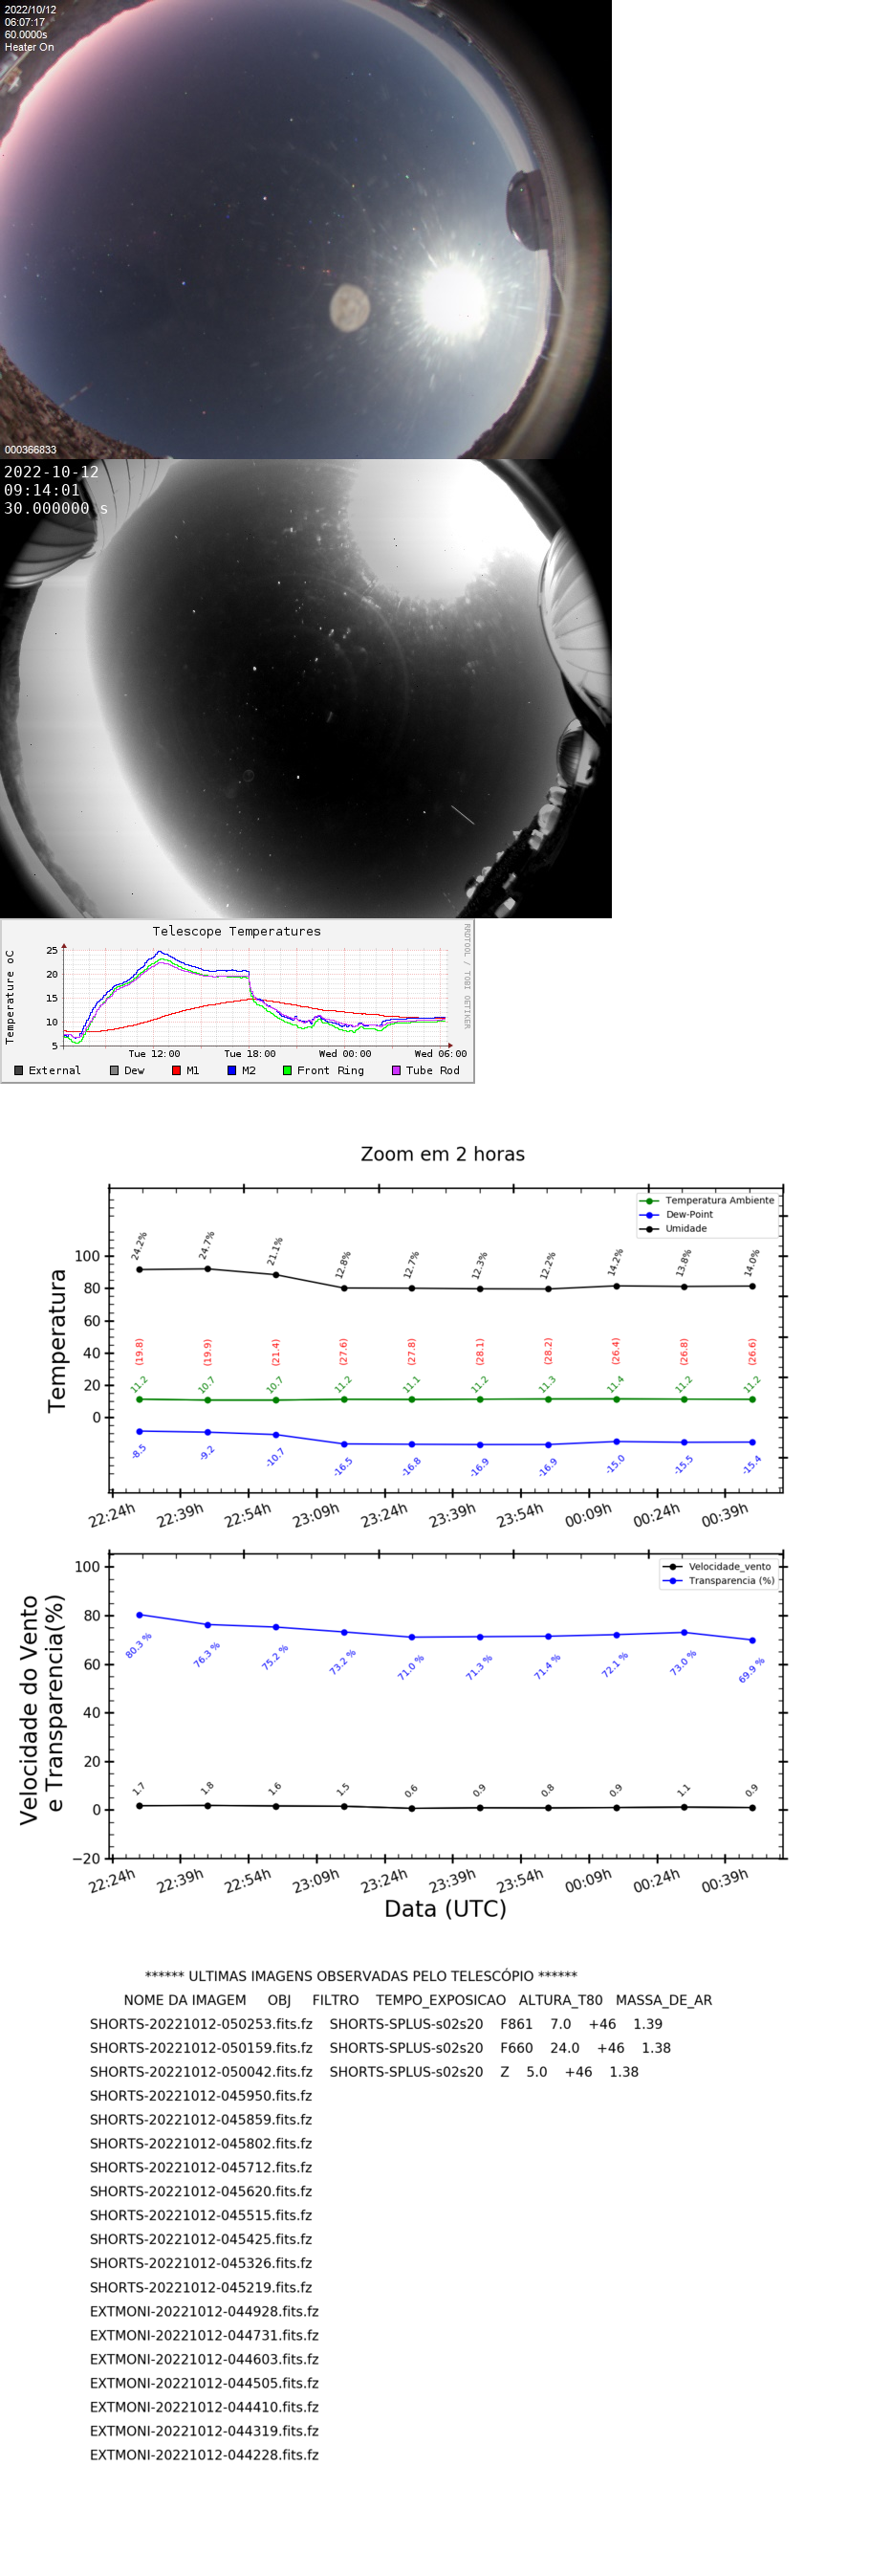 2022/10/12
06:07:17
60.0000s
Heater On
000366833
2022-10-12
09:14:01
30.000000 s
Telescope Temperatures
RRDTOOL / TOBI OETIKER
Temperature oC
25
20
15
10
5
Tue 12:00 Tue 18:00 Wed 00:00 Wed 06:00
External Dew M1 M2 Front Ring Tube Rod
Zoom em 2 horas
Temperatura Ambiente
Dew-Point
Umidade
Temperatura
100
80
60
40
20
0
24.2% 24.7% 21.1% 12.8% 12.7% 12.3% 12.2% 14.2% 13.8% 14.0%
(19.8) (19.9) (21.4) (27.6) (27.8) (28.1) (28.2) (26.4) (26.8) (26.6)
11.2 10.7 10.7 11.2 11.1 11.2 11.3 11.4 11.2 11.2
-8.5 -9.2 -10.7 -16.5 -16.8 -16.9 -16.9 -15.0 -15.5 -15.4
22:24h 22:39h 22:54h 23:09h 23:24h 23:39h 23:54h 00:09h 00:24h 00:39h
Velocidade_vento
Transparencia (%)
Velocidade do Vento
e Transparencia(%)
100
80
60
40
20
0
−20
80.3 % 76.3 % 75.2 % 73.2 % 71.0 % 71.3 % 71.4 % 72.1 % 73.0 % 69.9 %
1.7 1.8 1.6 1.5 0.6 0.9 0.8 0.9 1.1 0.9
22:24h 22:39h 22:54h 23:09h 23:24h 23:39h 23:54h 00:09h 00:24h 00:39h
Data (UTC)
****** ULTIMAS IMAGENS OBSERVADAS PELO TELESCÓPIO ******
NOME DA IMAGEM OBJ FILTRO TEMPO_EXPOSICAO ALTURA_T80 MASSA_DE_AR
SHORTS-20221012-050253.fits.fz SHORTS-SPLUS-s02s20 F861 7.0 +46 1.39
SHORTS-20221012-050159.fits.fz SHORTS-SPLUS-s02s20 F660 24.0 +46 1.38
SHORTS-20221012-050042.fits.fz SHORTS-SPLUS-s02s20 Z 5.0 +46 1.38
SHORTS-20221012-045950.fits.fz
SHORTS-20221012-045859.fits.fz
SHORTS-20221012-045802.fits.fz
SHORTS-20221012-045712.fits.fz
SHORTS-20221012-045620.fits.fz
SHORTS-20221012-045515.fits.fz
SHORTS-20221012-045425.fits.fz
SHORTS-20221012-045326.fits.fz
SHORTS-20221012-045219.fits.fz
EXTMONI-20221012-044928.fits.fz
EXTMONI-20221012-044731.fits.fz
EXTMONI-20221012-044603.fits.fz
EXTMONI-20221012-044505.fits.fz
EXTMONI-20221012-044410.fits.fz
EXTMONI-20221012-044319.fits.fz
EXTMONI-20221012-044228.fits.fz